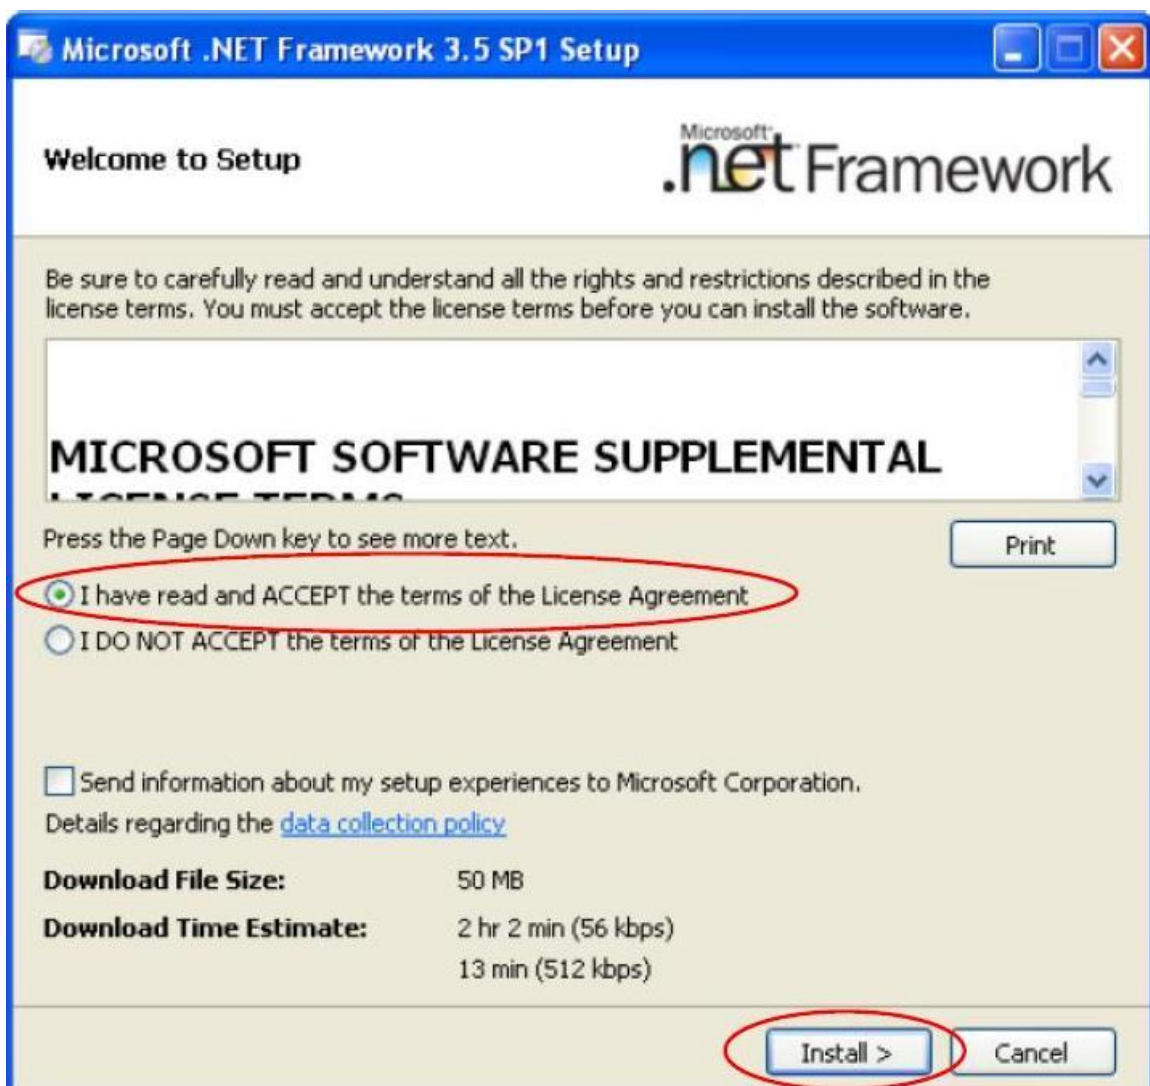 Microsoft .NET Framework 3.5 SP1 Setup
Welcome to Setup
Microsoft
.net Framework
Be sure to carefully read and understand all the rights and restrictions described in the
license terms. You must accept the license terms before you can install the software.
MICROSOFT SOFTWARE SUPPLEMENTAL
LICENSE TERMS
Press the Page Down key to see more text.
Print
I have read and ACCEPT the terms of the License Agreement
I DO NOT ACCEPT the terms of the License Agreement
Send information about my setup experiences to Microsoft Corporation.
Details regarding the data collection policy
Download File Size: 50 MB
Download Time Estimate: 2 hr 2 min (56 kbps)
13 min (512 kbps)
Install > Cancel